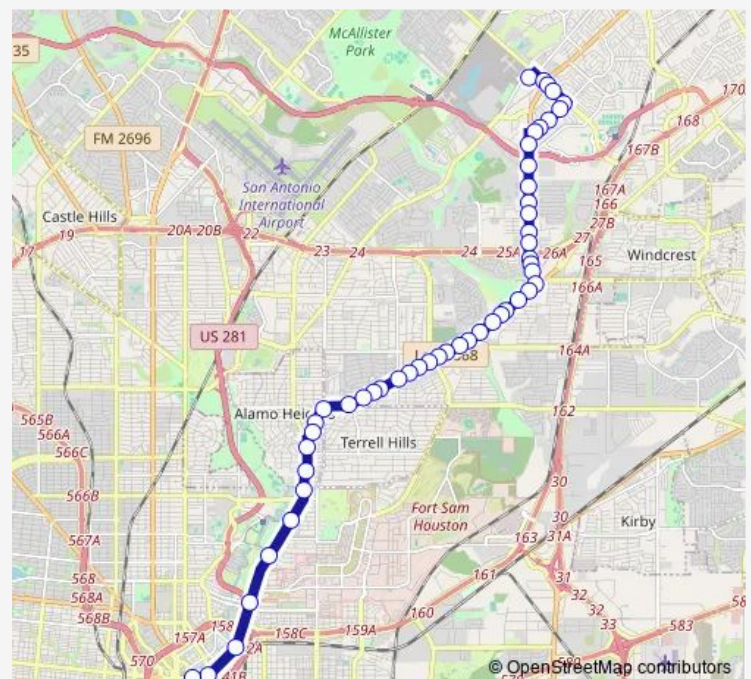 McAllister
Park
35
170
FM 2696
168
167B
San Antonio
International
Airport
167A
166
27B
Castle Hills
20A 20B
22
19
17
23
24
24
25A
26A
27
165
Windcrest
166A
US 281
164A
Alamo Hei
162
565B
566A
566C
Terrell Hills
566B
30
Fort Sam
Houston
30
Kirby
567A
163
31A
568
161
31
568A
32
58
568B
160
32
583
157A
158
33
158C
159A
570
2A
41B
© OpenStreetMap contributors